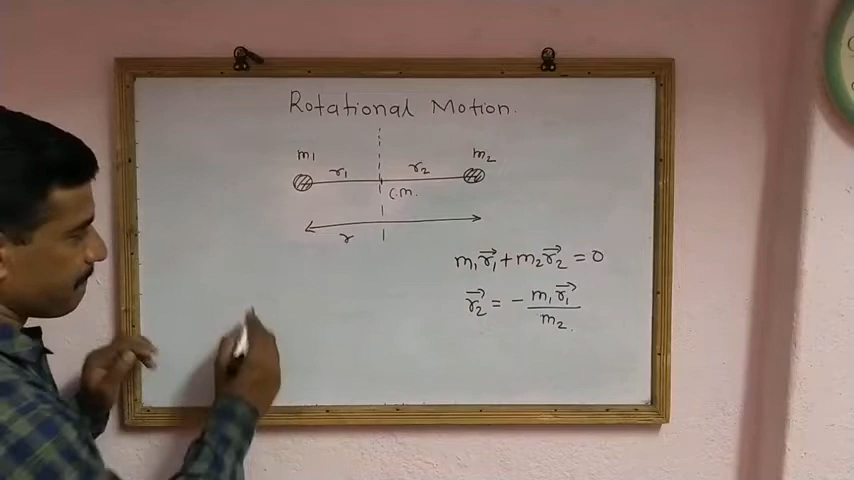 Rotational Motion.
m₁ m₂
r₁ r₂
C.M.
r
m₁r⃗₁ + m₂r⃗₂ = 0
r⃗₂ = - m₁r⃗₁ / m₂.